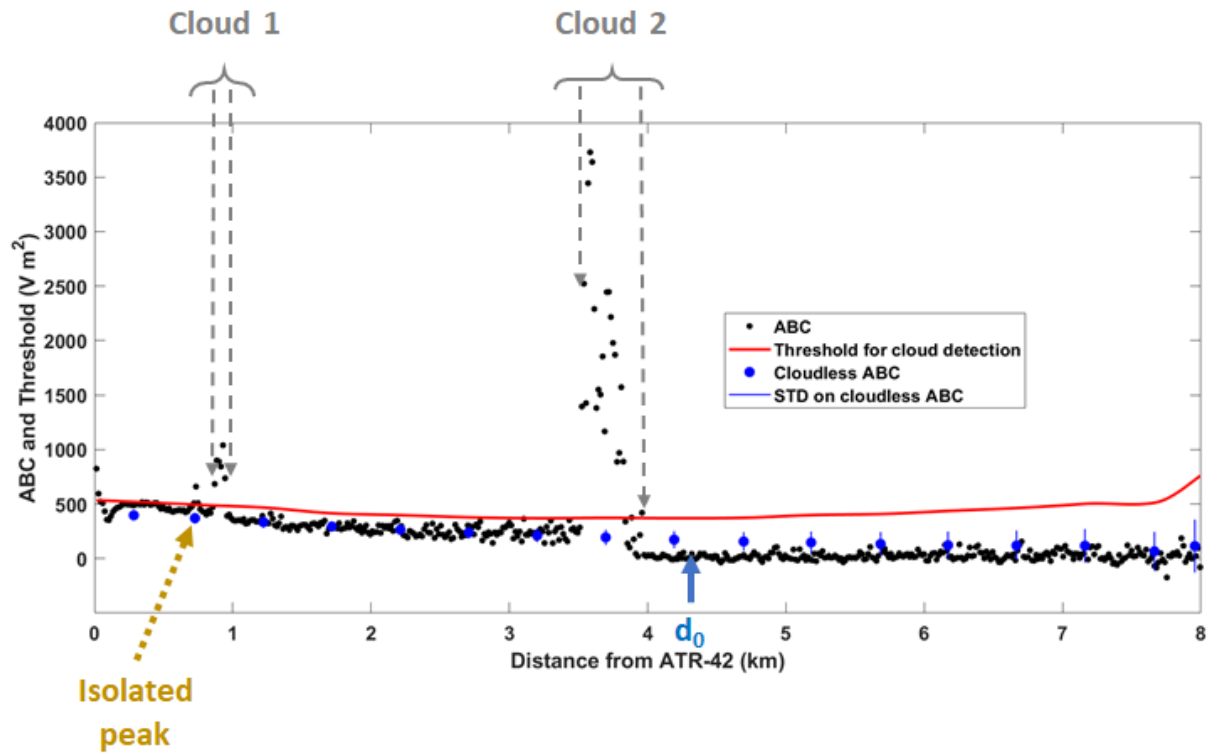 Cloud 1
Cloud 2
4000
3500
3000
2500
2000
1500
1000
500
0
ABC and Threshold (V m²)
ABC
Threshold for cloud detection
Cloudless ABC
STD on cloudless ABC
0 1 2 3 4 5 6 7 8
d₀
Distance from ATR-42 (km)
Isolated
peak